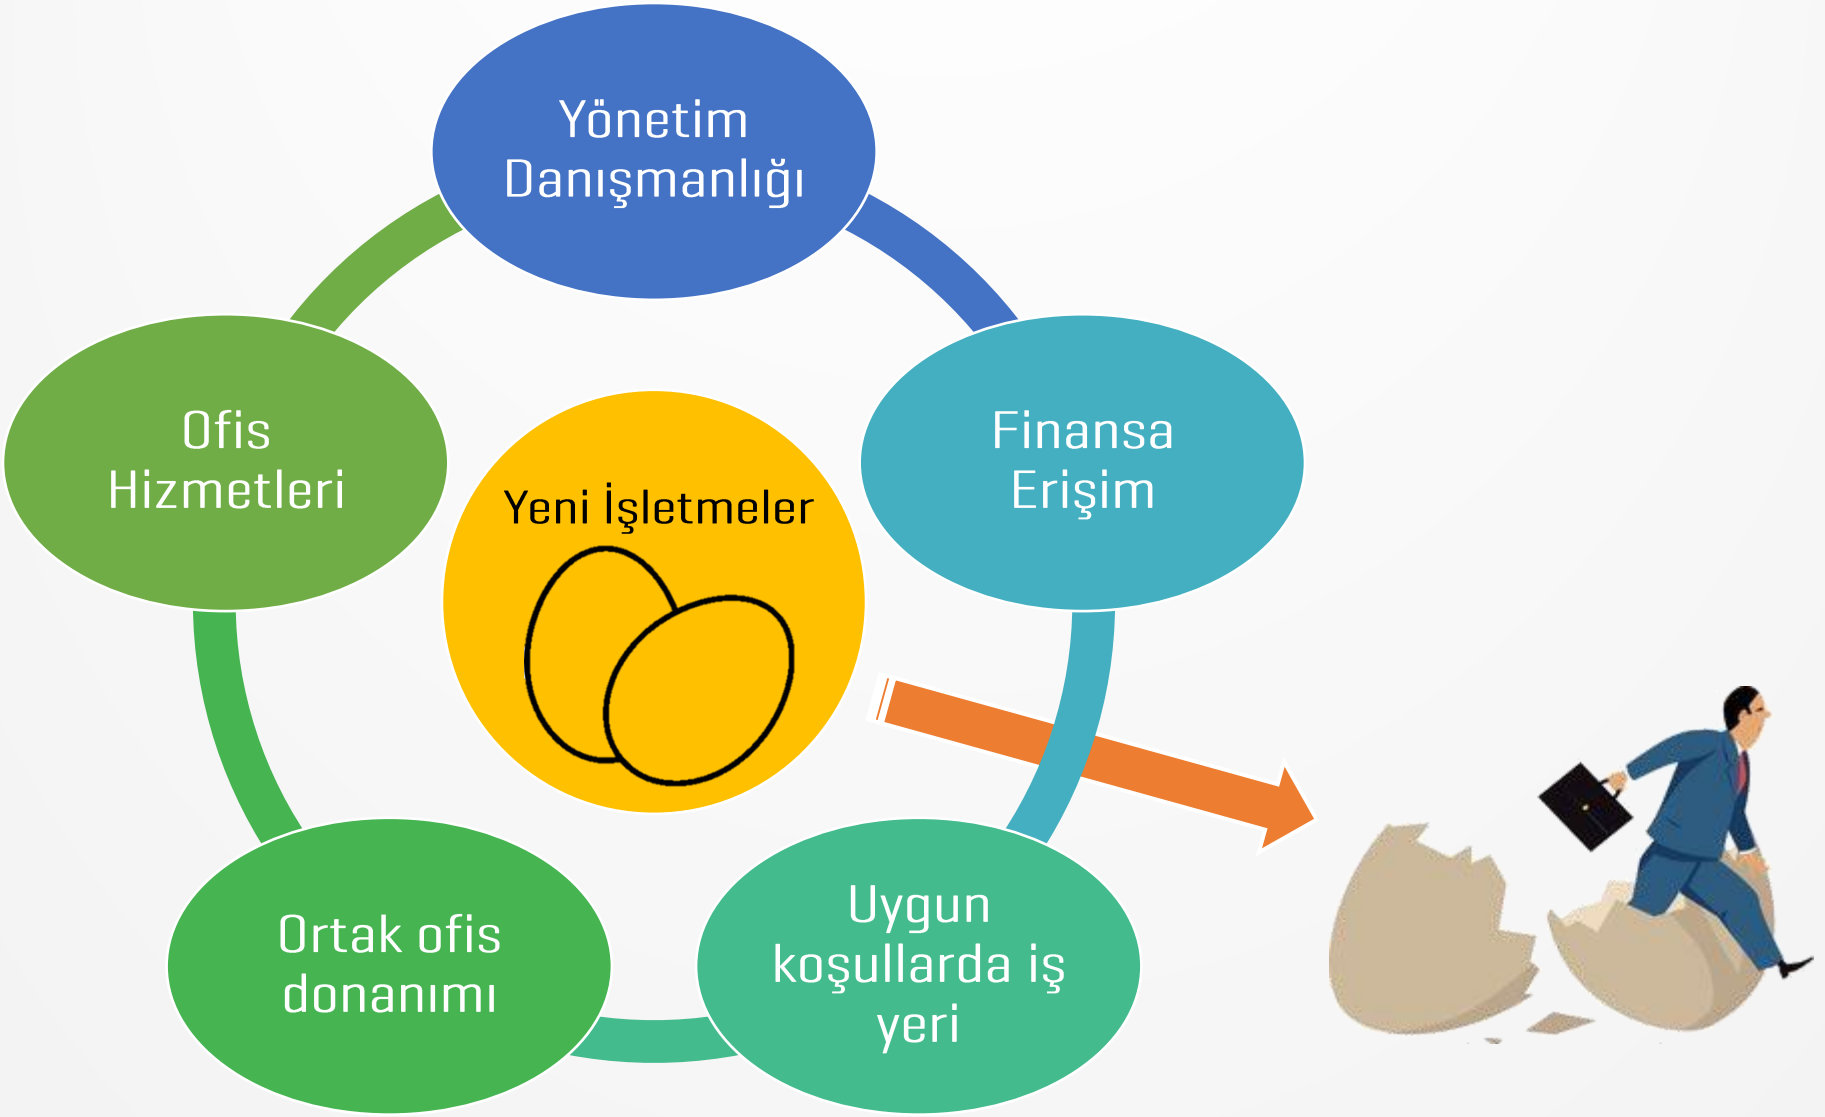 Yönetim
Danışmanlığı
Finansa
Erişim
Uygun
koşullarda iş
yeri
Ortak ofis
donanımı
Ofis
Hizmetleri
Yeni İşletmeler